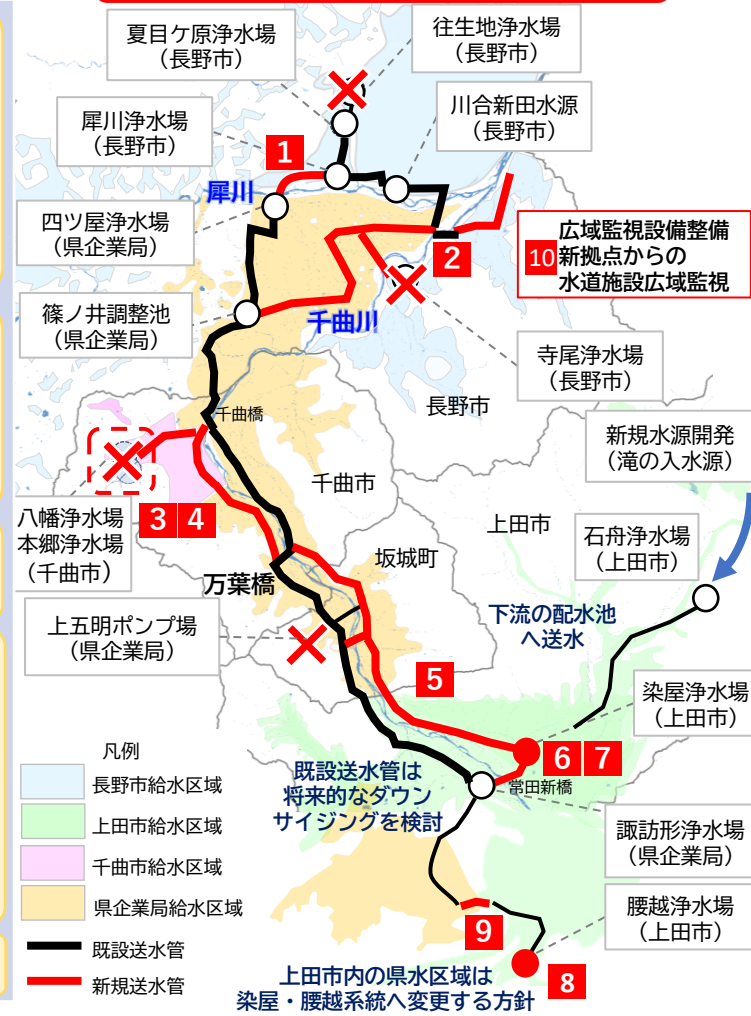 夏目ケ原浄水場
（長野市）
往生地浄水場
（長野市）
犀川浄水場
（長野市）
川合新田水源
（長野市）
1
犀川
四ツ屋浄水場
（県企業局）
2
10
広域監視設備整備
新拠点からの
水道施設広域監視
篠ノ井調整池
（県企業局）
千曲川
寺尾浄水場
（長野市）
長野市
千曲橋
新規水源開発
（滝の入水源）
千曲市
八幡浄水場
本郷浄水場
（千曲市）
3 4
上田市
石舟浄水場
（上田市）
坂城町
万葉橋
下流の配水池
へ送水
上五明ポンプ場
（県企業局）
5
染屋浄水場
（上田市）
6 7
常田新橋
既設送水管は
将来的なダウン
サイジングを検討
諏訪形浄水場
（県企業局）
凡例
長野市給水区域
上田市給水区域
千曲市給水区域
県企業局給水区域
既設送水管
新規送水管
腰越浄水場
（上田市）
9
8
上田市内の県水区域は
染屋・腰越系統へ変更する方針